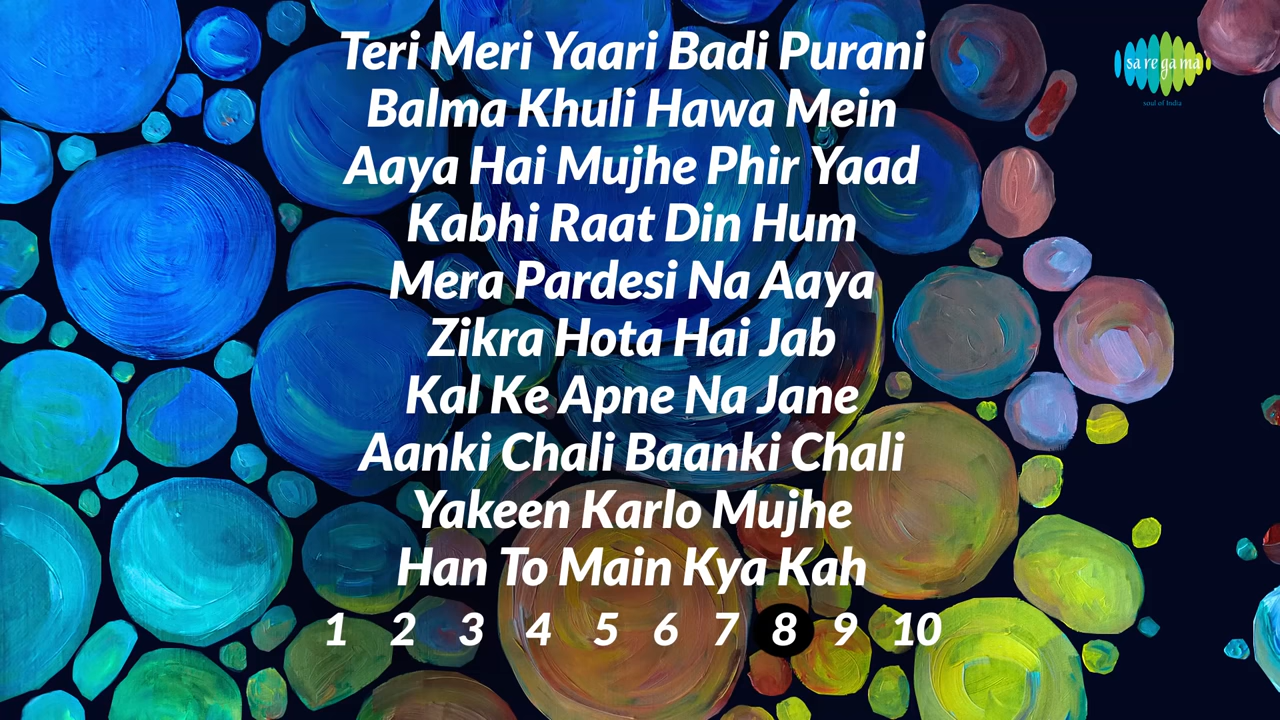 Teri Meri Yaari Badi Purani
Balma Khuli Hawa Mein
Aaya Hai Mujhe Phir Yaad
Kabhi Raat Din Hum
Mera Pardesi Na Aaya
Zikra Hota Hai Jab
Kal Ke Apne Na Jane
Aanki Chali Baanki Chali
Yakeen Karlo Mujhe
Han To Main Kya Kah
1 2 3 4 5 6 7 8 9 10
sa re ga ma
soul of India